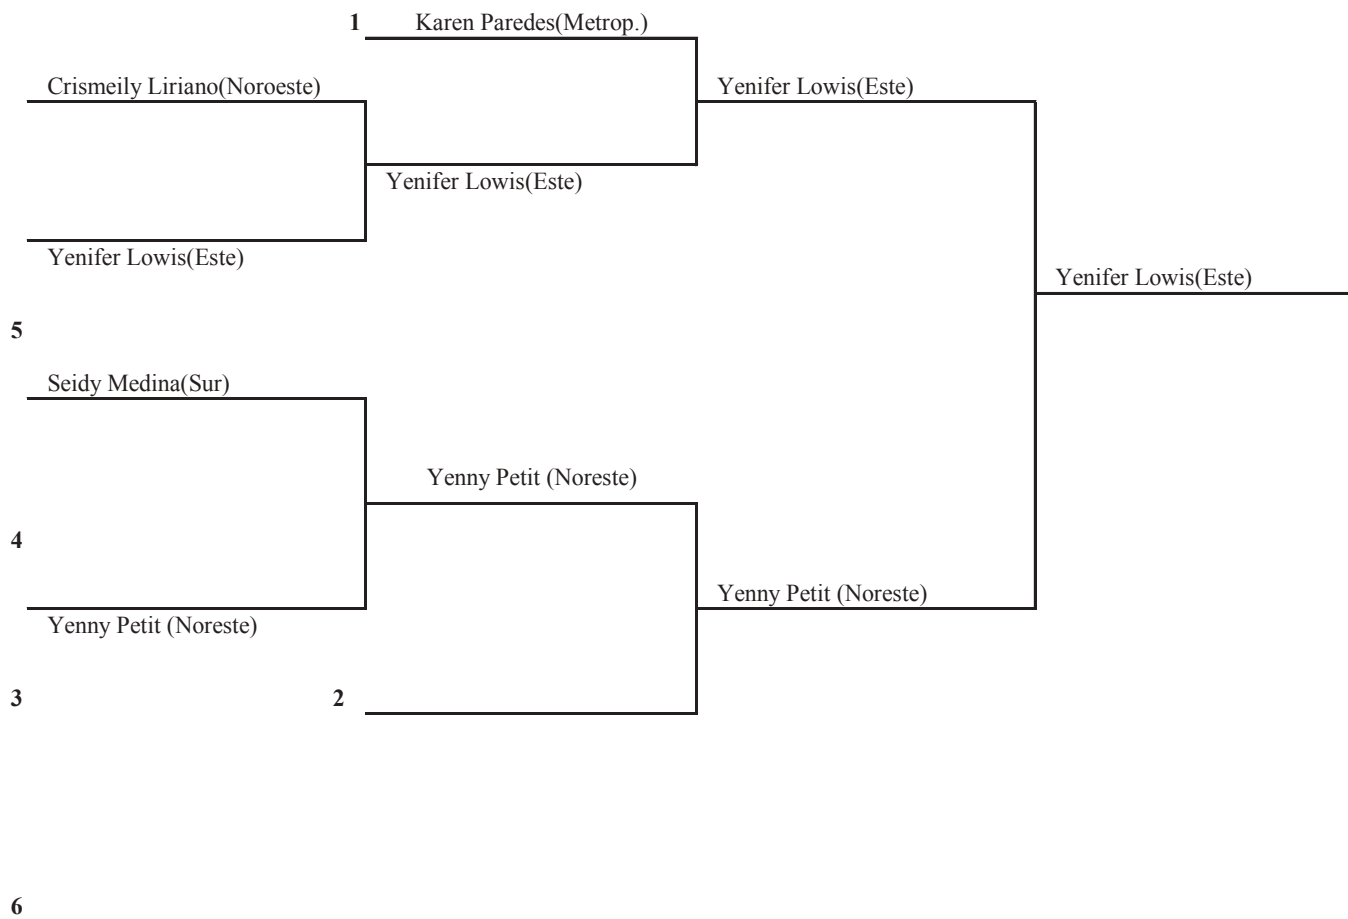 1 Karen Paredes(Metrop.)
Crismeily Liriano(Noroeste)
Yenifer Lowis(Este)
Yenifer Lowis(Este)
Yenifer Lowis(Este)
Yenifer Lowis(Este)
5
Seidy Medina(Sur)
Yenny Petit (Noreste)
4
Yenny Petit (Noreste)
Yenny Petit (Noreste)
3
2
6